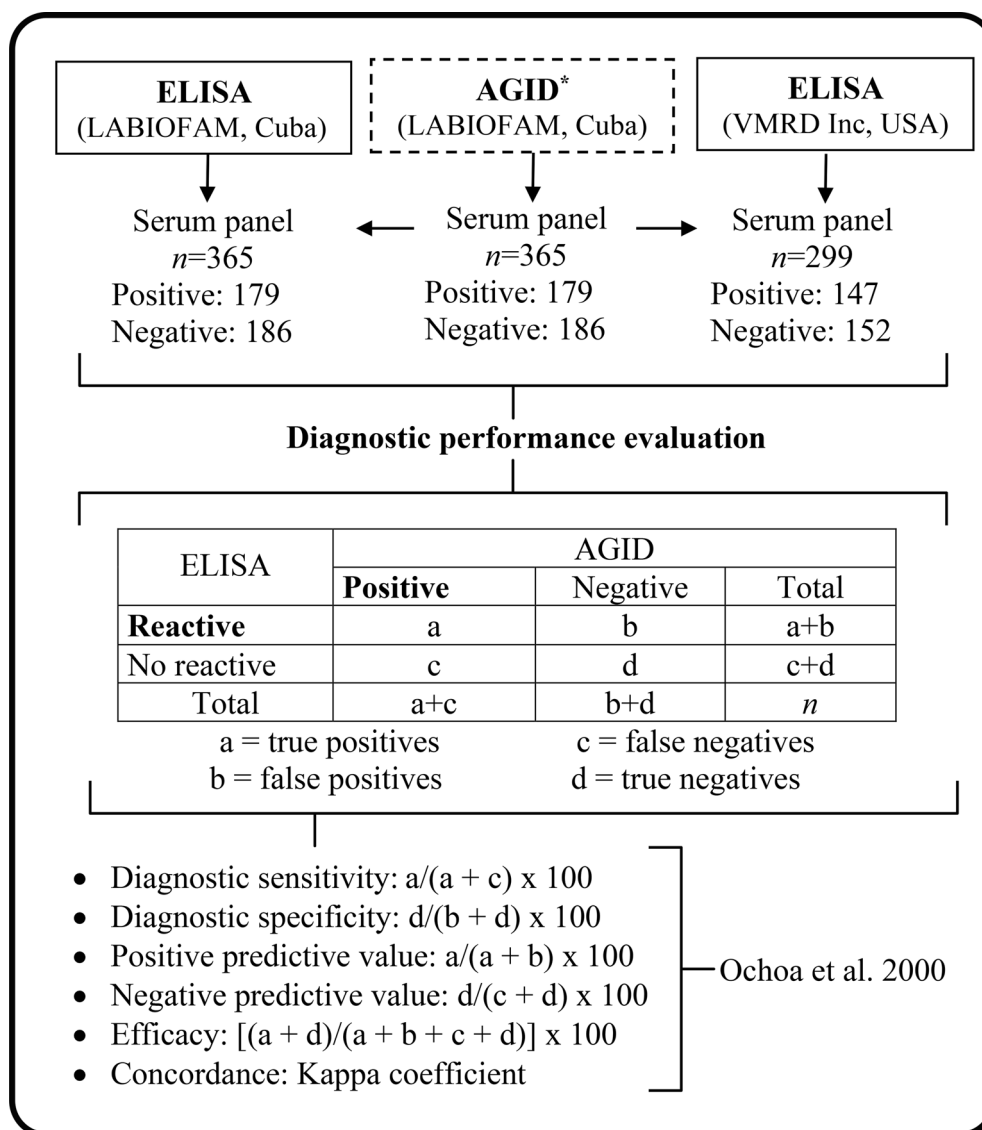 ELISA
(LABIOFAM, Cuba)
AGID*
(LABIOFAM, Cuba)
ELISA
(VMRD Inc, USA)
Serum panel
n=365
Positive: 179
Negative: 186
Serum panel
n=365
Positive: 179
Negative: 186
Serum panel
n=299
Positive: 147
Negative: 152
Diagnostic performance evaluation
ELISA
AGID
Positive Negative Total
Reactive a b a+b
No reactive c d c+d
Total a+c b+d n
a = true positives c = false negatives
b = false positives d = true negatives
• Diagnostic sensitivity: a/(a + c) x 100
• Diagnostic specificity: d/(b + d) x 100
• Positive predictive value: a/(a + b) x 100
• Negative predictive value: d/(c + d) x 100
• Efficacy: [(a + d)/(a + b + c + d)] x 100
• Concordance: Kappa coefficient
Ochoa et al. 2000